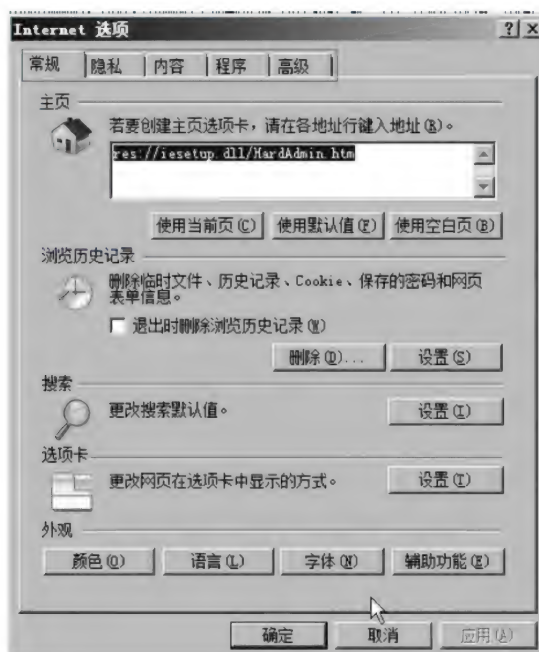 Internet 选项
? ×
常规 隐私 内容 程序 高级
主页
若要创建主页选项卡，请在各地址行键入地址(R)。
res://iesetup.dll/HardAdmin.htm
使用当前页(C) 使用默认值(F) 使用空白页(B)
浏览历史记录
删除临时文件、历史记录、Cookie、保存的密码和网页
表单信息。
退出时删除浏览历史记录(W)
删除(D)... 设置(S)
搜索
更改搜索默认值。 设置(I)
选项卡
更改网页在选项卡中显示的方式。 设置(T)
外观
颜色(O) 语言(L) 字体(N) 辅助功能(E)
确定 取消 应用(A)